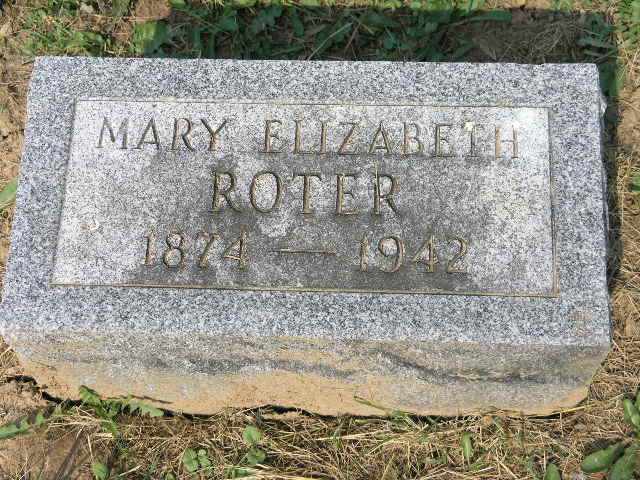 MARY ELIZABETH
ROTER
1874 — 1942